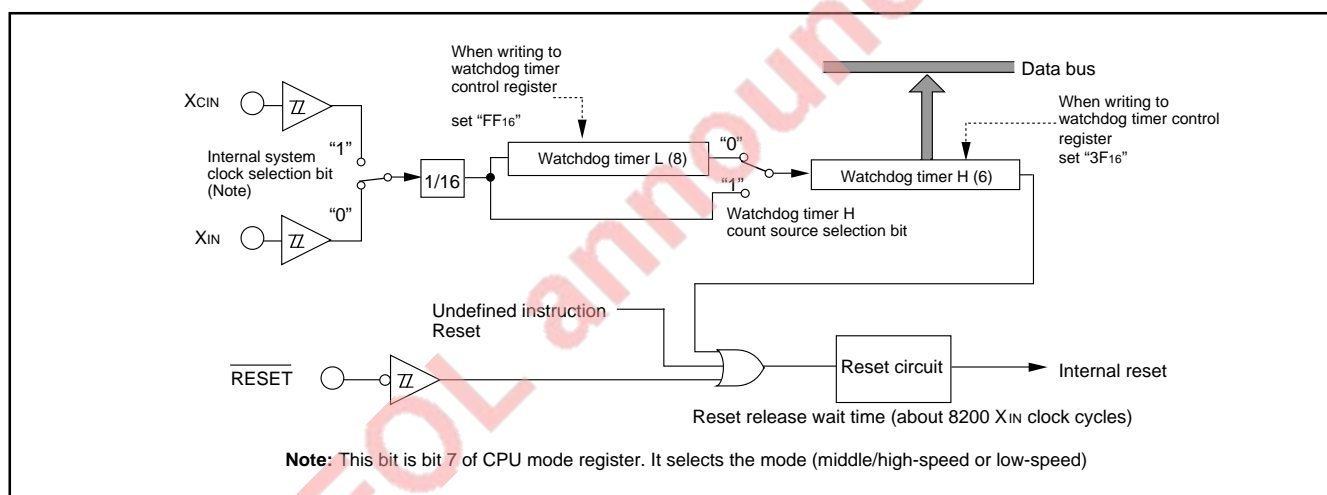 When writing to
watchdog timer
control register
set “FF16”
Data bus
When writing to
watchdog timer control
register
set “3F16”
XCIN
“1”
Internal system
clock selection bit
(Note)
“0”
XIN
1/16
Watchdog timer L (8)
“0”
“1”
Watchdog timer H (6)
Watchdog timer H
count source selection bit
Undefined instruction
Reset
RESET
Reset circuit
Internal reset
Reset release wait time (about 8200 XIN clock cycles)
Note: This bit is bit 7 of CPU mode register. It selects the mode (middle/high-speed or low-speed)
EOL announ